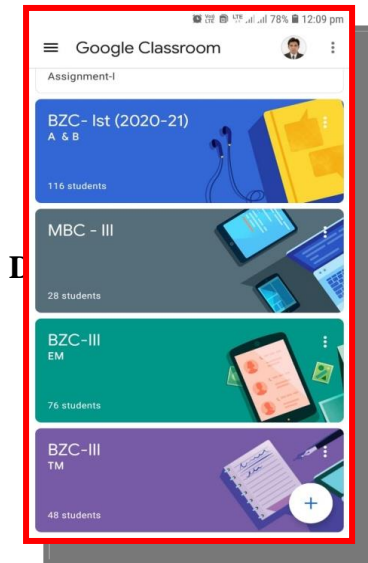 78% 12:09 pm
Google Classroom
Assignment-I
BZC- Ist (2020-21)
A & B
116 students
MBC - III
28 students
D
BZC-III
EM
76 students
BZC-III
TM
48 students